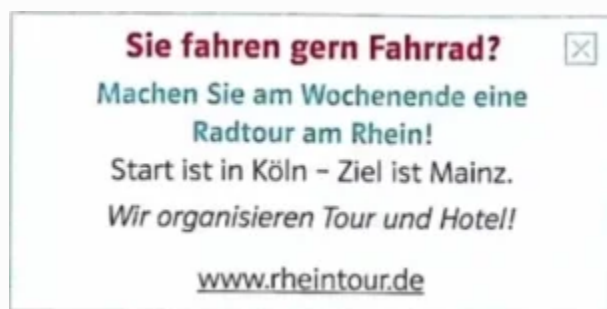 Sie fahren gern Fahrrad?
Machen Sie am Wochenende eine
Radtour am Rhein!
Start ist in Köln – Ziel ist Mainz.
Wir organisieren Tour und Hotel!
www.rheintour.de